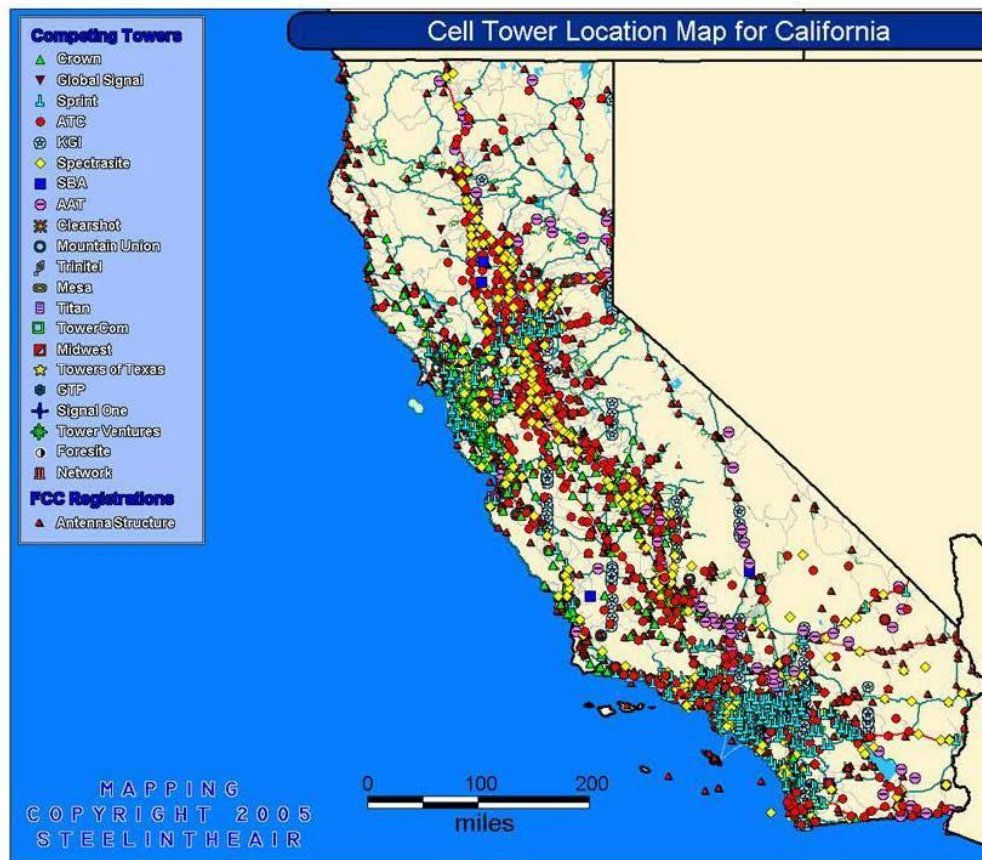 Cell Tower Location Map for California
Competing Towers
Crown
Global Signal
Sprint
ATC
KGI
Spectrasite
SBA
AAT
Clearshot
Mountain Union
Trinitel
Mesa
Titan
TowerCom
Midwest
Towers of Texas
GTP
Signal One
Tower Ventures
Foresite
Network
FCC Registrations
Antenna Structure
MAPPING
COPYRIGHT 2005
STEELINTHEAIR
0 100 200
miles